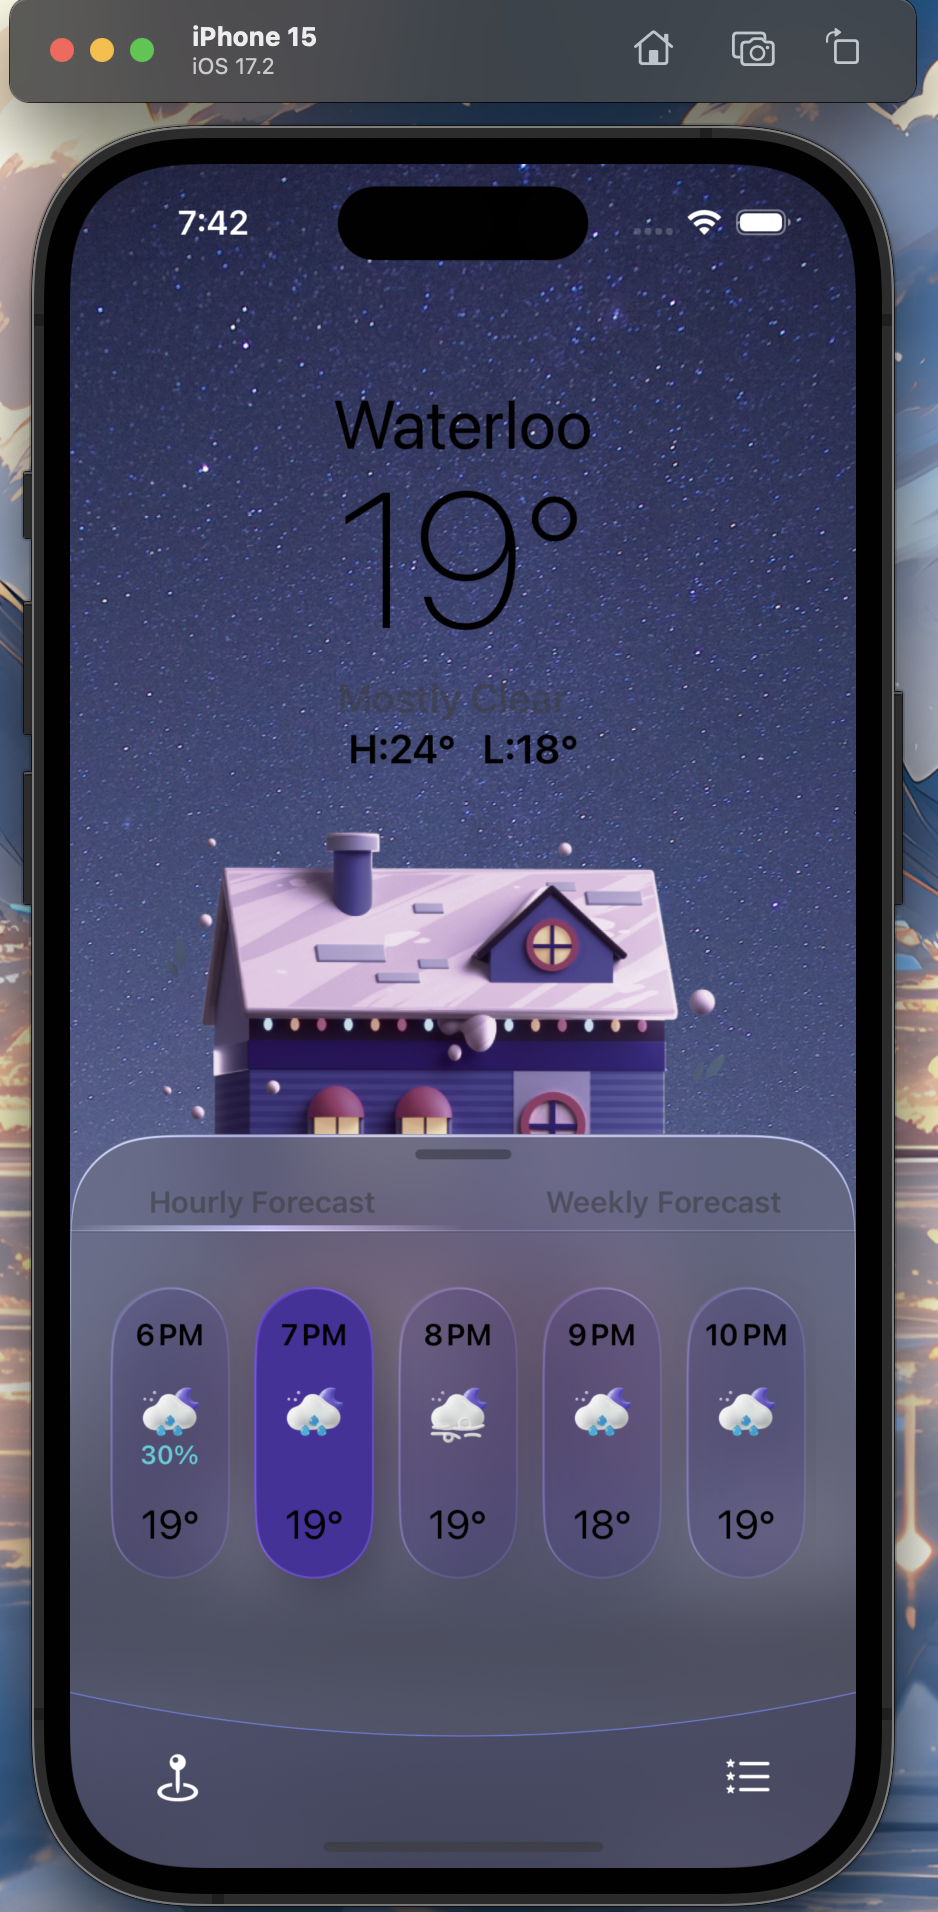 iPhone 15
iOS 17.2
7:42
Waterloo
19°
Mostly Clear
H:24° L:18°
Hourly Forecast Weekly Forecast
6 PM 7 PM 8 PM 9 PM 10 PM
30%
19° 19° 19° 18° 19°